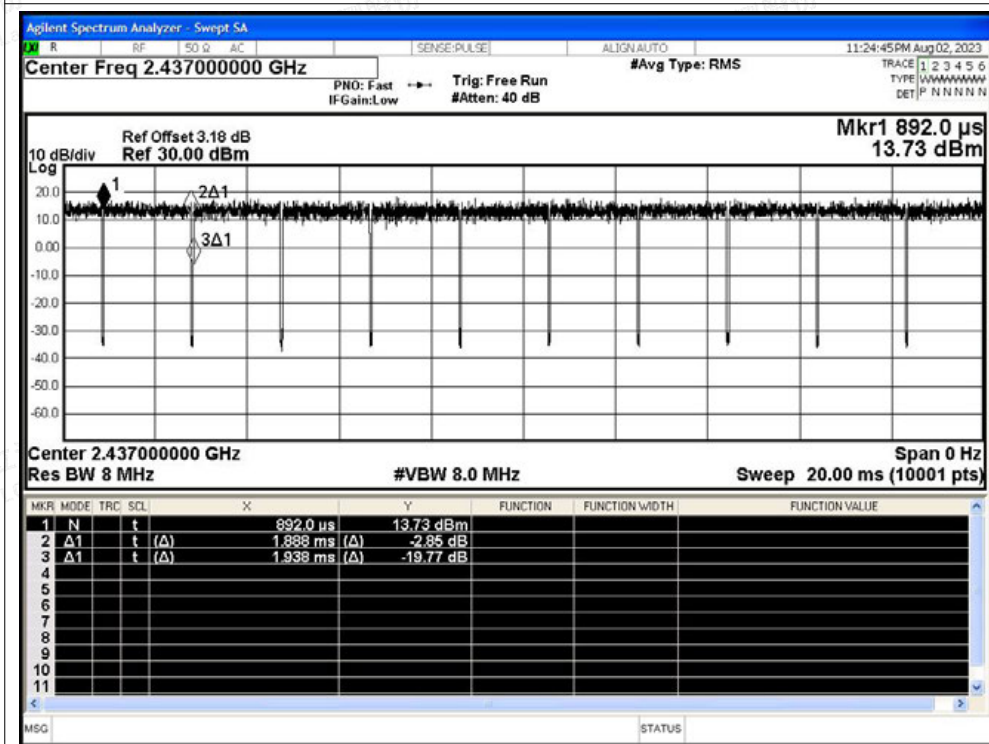 Agilent Spectrum Analyzer - Swept SA
R RF 50 Ω AC SENSE:PULSE ALIGN AUTO 11:24:45 PM Aug 02, 2023
Center Freq 2.437000000 GHz #Avg Type: RMS TRACE 1 2 3 4 5 6
PNO: Fast Trig: Free Run TYPE WWWWWW
IFGain:Low #Atten: 40 dB DET P N N N N N
Mkr1 892.0 µs
Ref Offset 3.18 dB
10 dB/div Ref 30.00 dBm 13.73 dBm
Log
20.0
1
2Δ1
10.0
3Δ1
0.00
-10.0
-20.0
-30.0
-40.0
-50.0
-60.0
Center 2.437000000 GHz Span 0 Hz
Res BW 8 MHz #VBW 8.0 MHz Sweep 20.00 ms (10001 pts)
MKR MODE TRC SCL X Y FUNCTION FUNCTION WIDTH FUNCTION VALUE
1 N t 892.0 µs 13.73 dBm
2 Δ1 t (Δ) 1.888 ms (Δ) -2.85 dB
3 Δ1 t (Δ) 1.938 ms (Δ) -19.77 dB
4
5
6
7
8
9
10
11
MSG STATUS